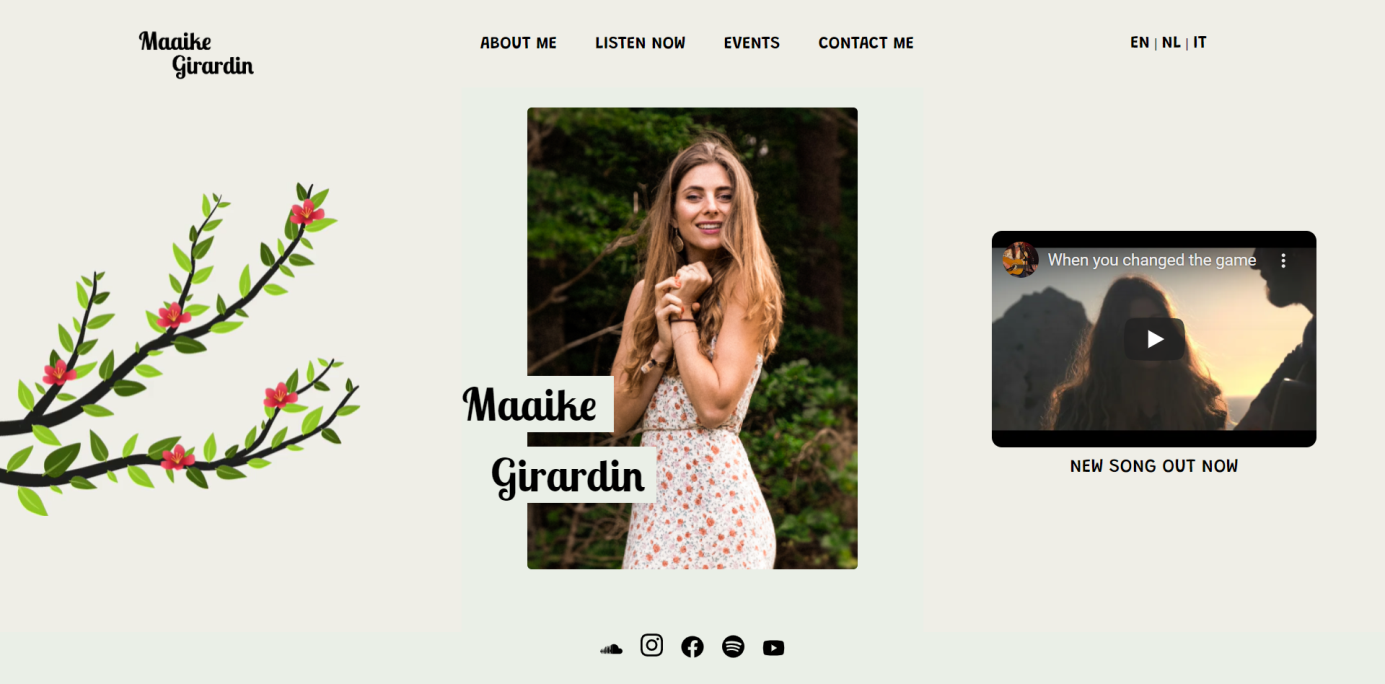 Maaike
Girardin
ABOUT ME LISTEN NOW EVENTS CONTACT ME
EN | NL | IT
When you changed the game
Maaike
Girardin
NEW SONG OUT NOW